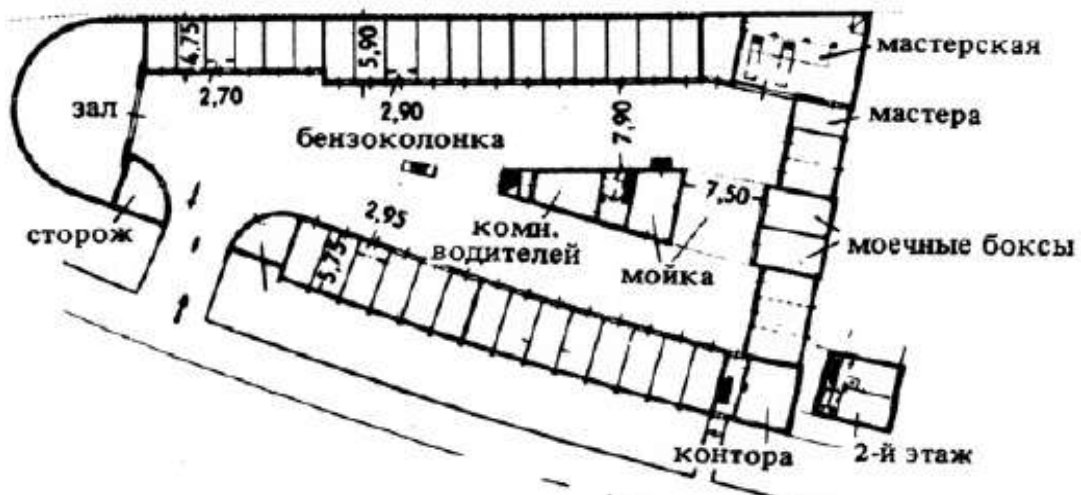 мастерская
4,75
5,90
зал
2,70
2,90
мастера
бензоколонка
7,90
7,50
комн.
водителей
мойка
моечные боксы
сторож
2,95
5,75
контора
2-й этаж